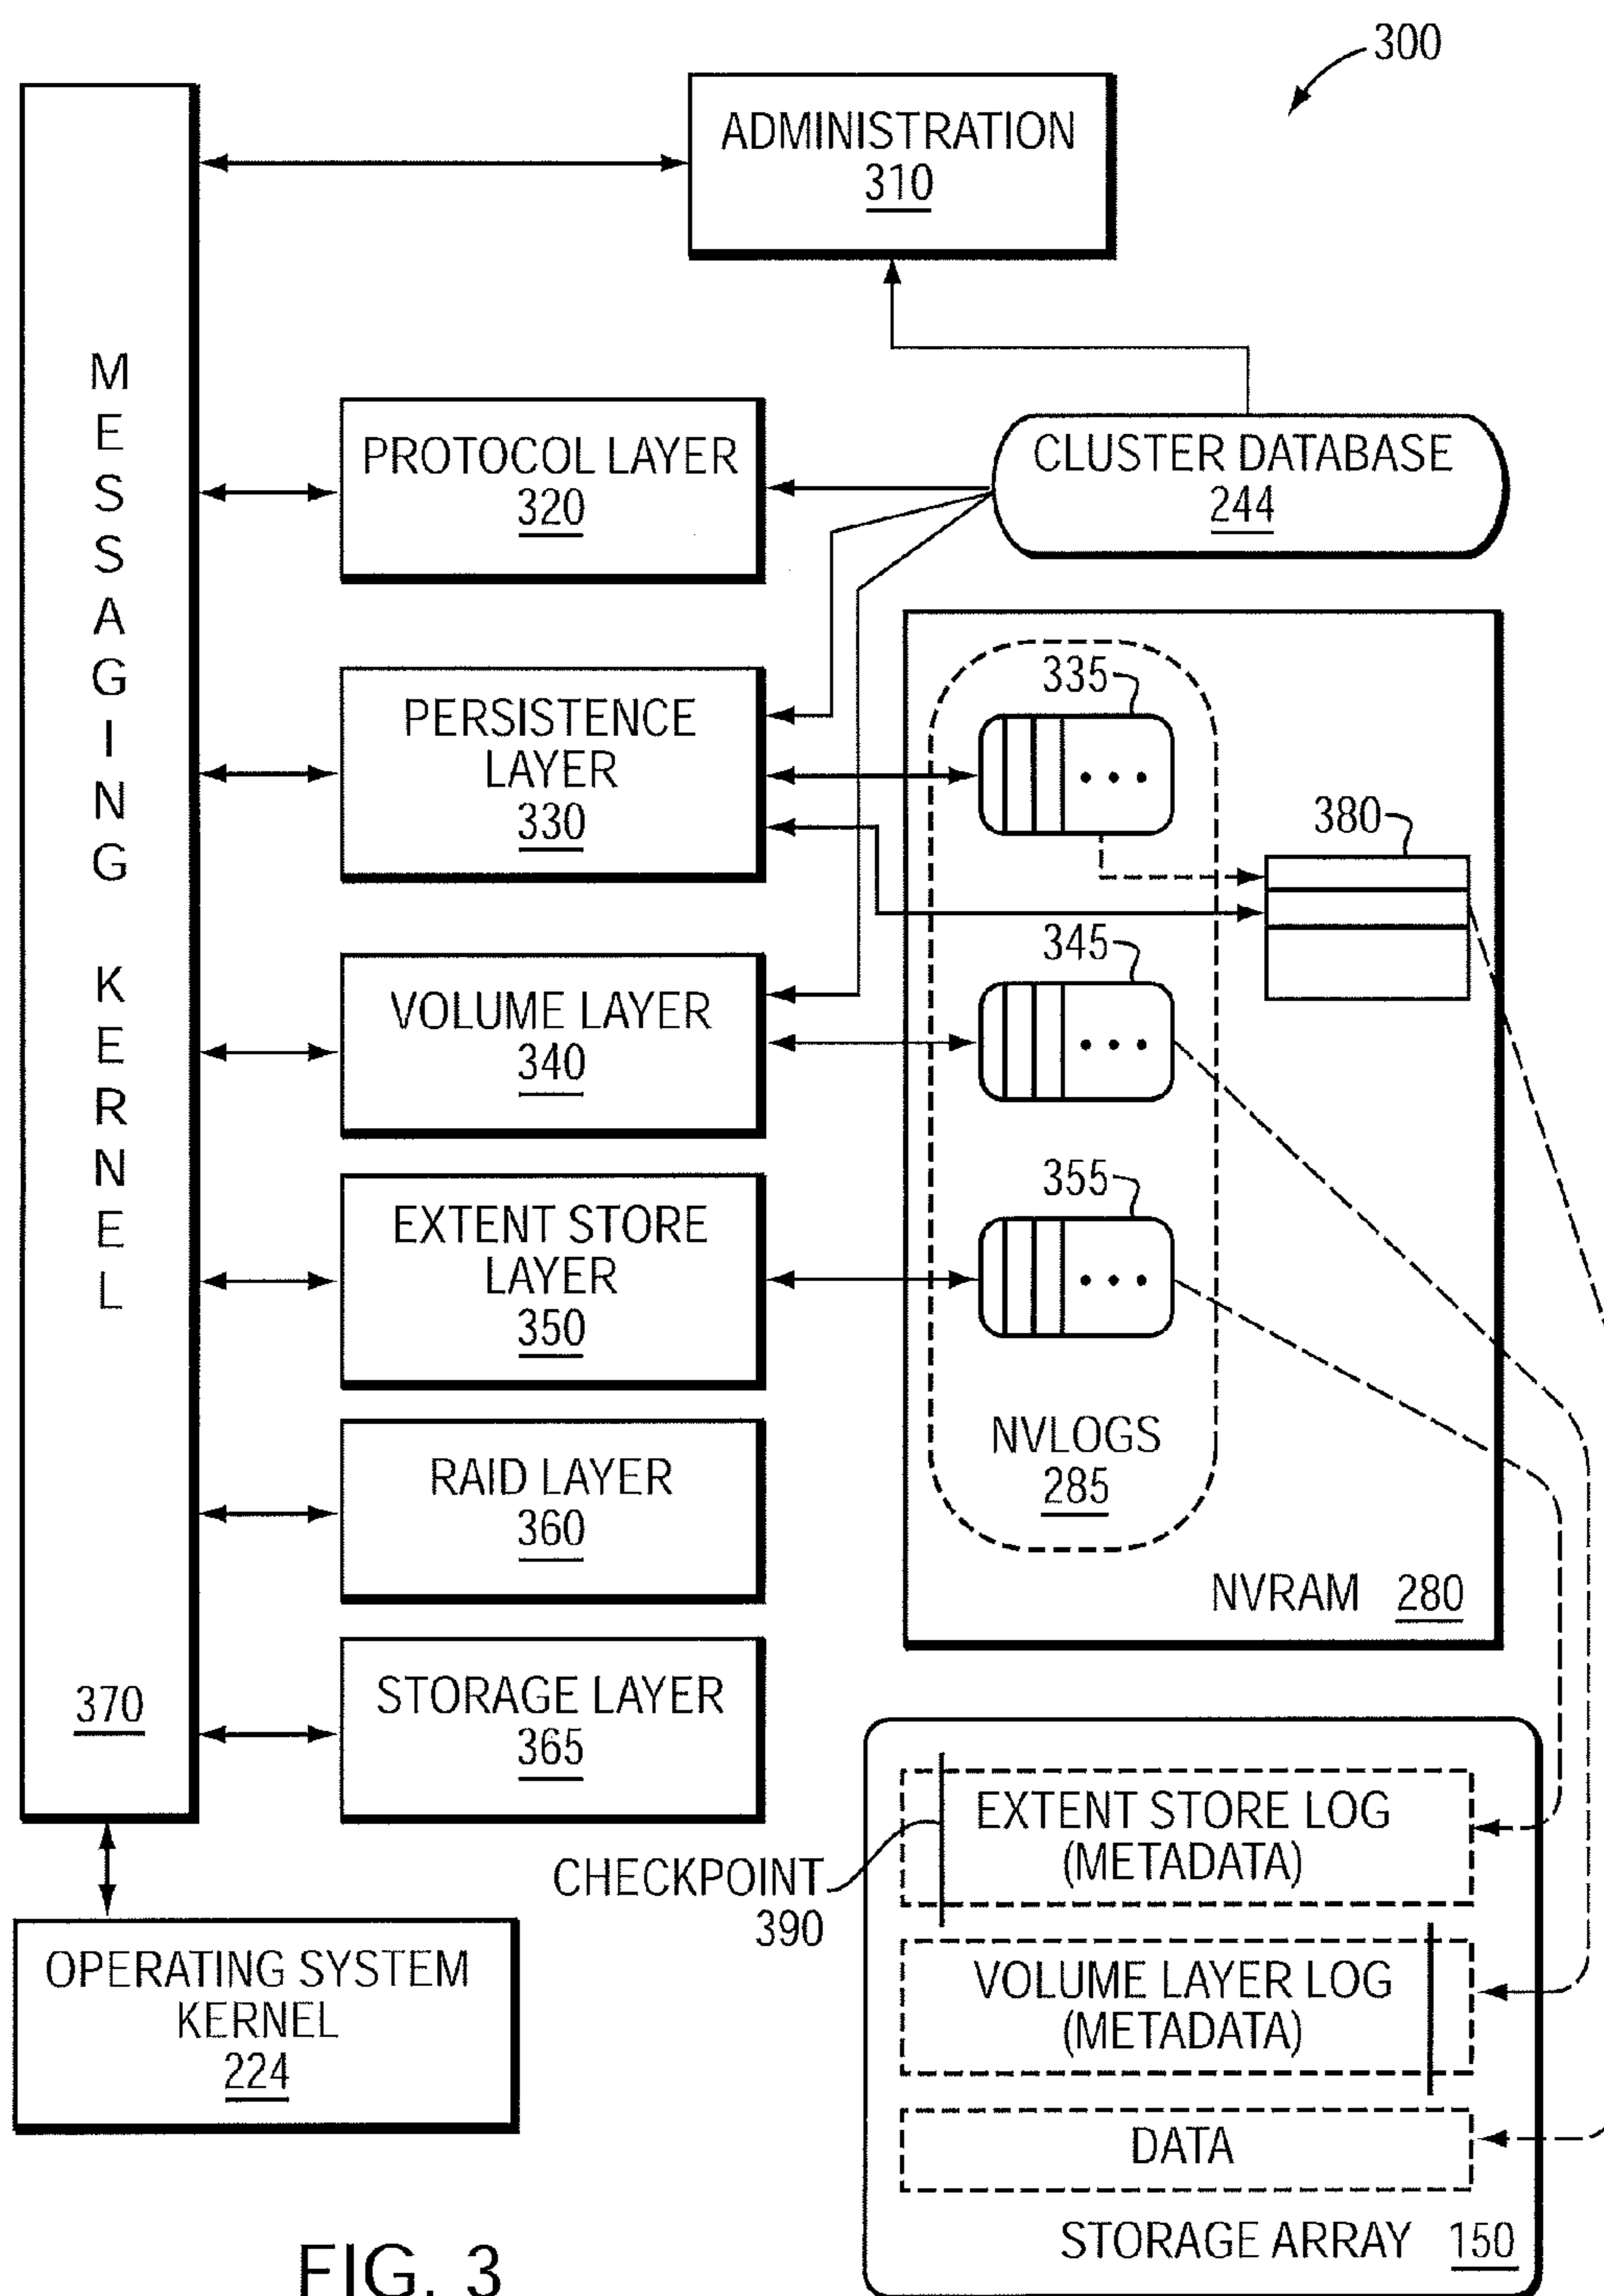 300
ADMINISTRATION
310
MESSAGING KERNEL
370
PROTOCOL LAYER
320
CLUSTER DATABASE
244
PERSISTENCE
LAYER
330
335
380
VOLUME LAYER
340
345
EXTENT STORE
LAYER
350
355
NVLOGS
285
RAID LAYER
360
NVRAM 280
STORAGE LAYER
365
EXTENT STORE LOG
(METADATA)
CHECKPOINT
390
VOLUME LAYER LOG
(METADATA)
DATA
STORAGE ARRAY 150
OPERATING SYSTEM
KERNEL
224
FIG. 3